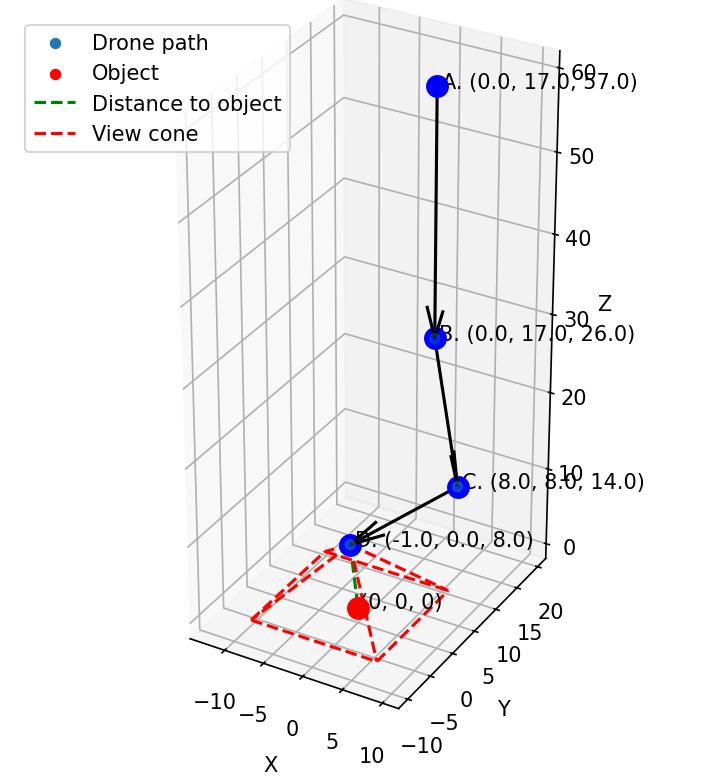 Drone path
Object
Distance to object
View cone
A. (0.0, 17.0, 57.0)
B. (0.0, 17.0, 26.0)
C. (8.0, 8.0, 14.0)
D. (-1.0, 0.0, 8.0)
(0, 0, 0)
60
50
40
Z
30
20
10
0
20
15
10
5
0
−5
−10
Y
−10
−5
0
5
10
X